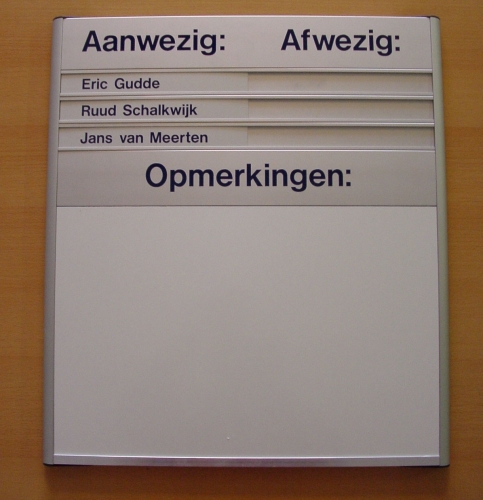 Aanwezig: Afwezig:
Eric Gudde
Ruud Schalkwijk
Jans van Meerten
Opmerkingen: